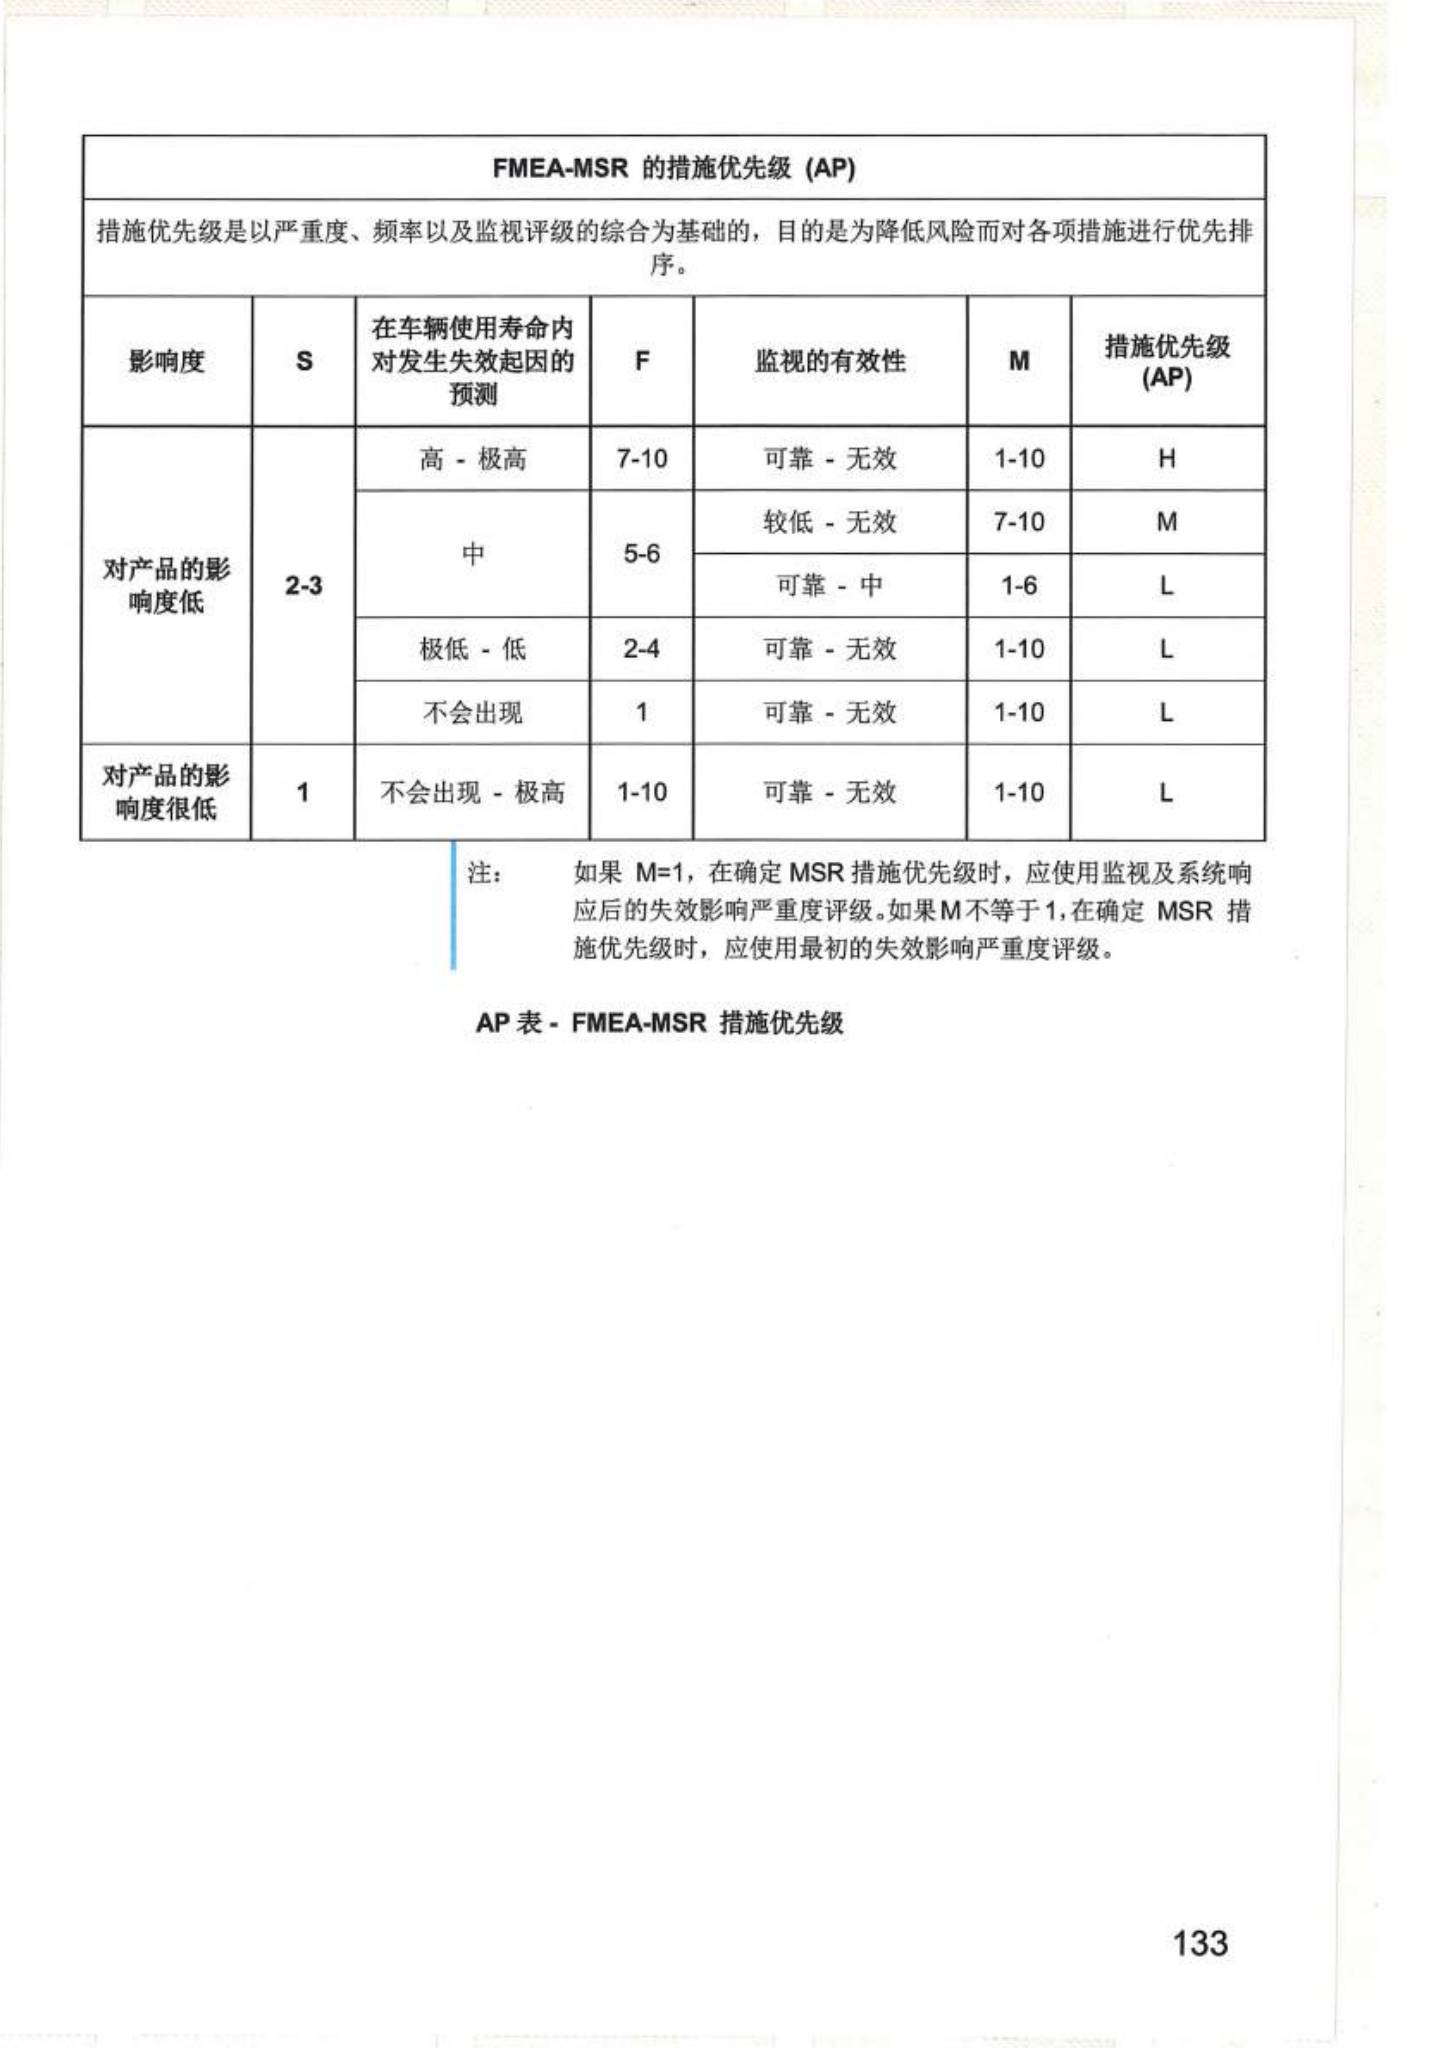 FMEA-MSR 的措施优先级 (AP)
措施优先级是以严重度、频率以及监视评级的综合为基础的，目的是为降低风险而对各项措施进行优先排
序。
影响度 S 在车辆使用寿命内对发生失效起因的预测 F 监视的有效性 M 措施优先级 (AP)
对产品的影响度低 2-3 高 - 极高 7-10 可靠 - 无效 1-10 H
中 5-6 较低 - 无效 7-10 M
可靠 - 中 1-6 L
极低 - 低 2-4 可靠 - 无效 1-10 L
不会出现 1 可靠 - 无效 1-10 L
对产品的影响度很低 1 不会出现 - 极高 1-10 可靠 - 无效 1-10 L
注： 如果 M=1，在确定 MSR 措施优先级时，应使用监视及系统响
应后的失效影响严重度评级。如果 M 不等于 1，在确定 MSR 措
施优先级时，应使用最初的失效影响严重度评级。
AP 表 - FMEA-MSR 措施优先级
133